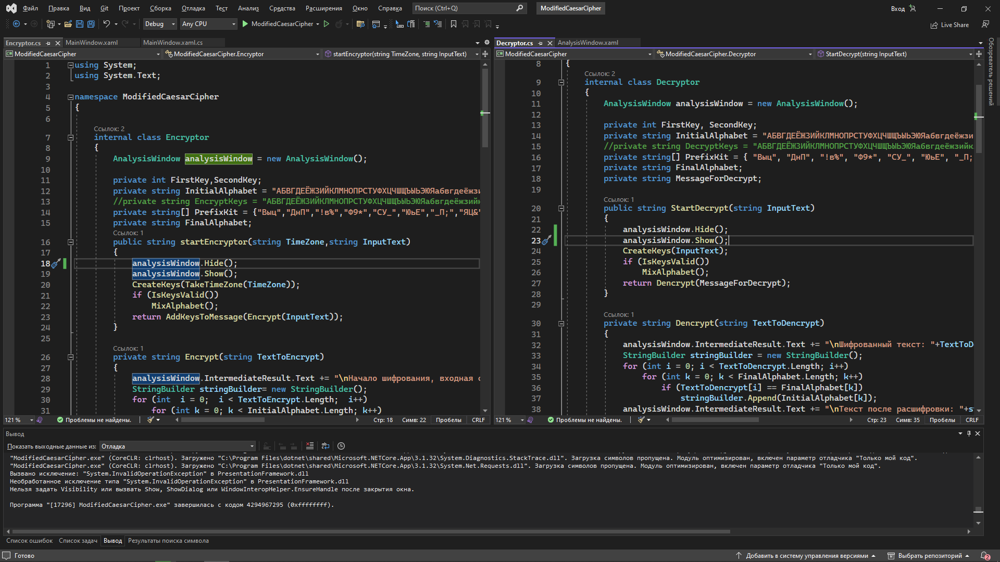 Файл Правка Вид Git Проект Сборка Отладка Тест Анализ Средства Расширения Окно Справка Поиск (Ctrl+Q) ModifiedCaesarCipher Вход
Debug Any CPU ModifiedCaesarCipher Live Share
Encryptor.cs MainWindow.xaml MainWindow.xaml.cs
ModifiedCaesarCipher ModifiedCaesarCipher.Encryptor startEncryptor(string TimeZone, string InputText)
1 using System;
2 using System.Text;
3
4 namespace ModifiedCaesarCipher
5 {
6
Ссылок: 2
7 internal class Encryptor
8 {
9 AnalysisWindow analysisWindow = new AnalysisWindow();
10
11 private int FirstKey,SecondKey;
12 private string InitialAlphabet = "АБВГДЕЁЖЗИЙКЛМНОПРСТУФХЦЧШЩЪЫЬЭЮЯабвгдеёжзи
13 //private string EncryptKeys = "АБВГДЕЁЖЗИЙКЛМНОПРСТУФХЦЧШЩЪЫЬЭЮЯабвгдеёжзий
14 private string[] PrefixKit = {"Выц","ДнП","!в%","Ф9*","СУ_","ЮьЕ","_П;","ЯЦ&"
15 private string FinalAlphabet;
Ссылок: 1
16 public string startEncryptor(string TimeZone,string InputText)
17 {
18 analysisWindow.Hide();
19 analysisWindow.Show();
20 CreateKeys(TakeTimeZone(TimeZone));
21 if (IsKeysValid())
22 MixAlphabet();
23 return AddKeysToMessage(Encrypt(InputText));
24 }
25
Ссылок: 1
26 private string Encrypt(string TextToEncrypt)
27 {
28 analysisWindow.IntermediateResult.Text += "\nНачало шифрования, входная
29 StringBuilder stringBuilder= new StringBuilder();
30 for (int i = 0; i < TextToEncrypt.Length; i++)
31 for (int k = 0; k < InitialAlphabet.Length; k++)
121 % Проблемы не найдены. Стр: 18 Симв: 22 Пробелы CRLF
Decryptor.cs AnalysisWindow.xaml
ModifiedCaesarCipher ModifiedCaesarCipher.Decryptor StartDecrypt(string InputText)
8 {
Ссылок: 2
9 internal class Decryptor
10 {
11 AnalysisWindow analysisWindow = new AnalysisWindow();
12
13 private int FirstKey, SecondKey;
14 private string InitialAlphabet = "АБВГДЕЁЖЗИЙКЛМНОПРСТУФХЦЧШЩЪЫЬЭЮЯабвгдеёжзи
15 //private string DecryptKeys = "АБВГДЕЁЖЗИЙКЛМНОПРСТУФХЦЧШЩЪЫЬЭЮЯабвгдеёжзийк
16 private string[] PrefixKit = { "Выц", "ДнП", "!в%", "Ф9*", "СУ_", "ЮьЕ", "_П;
17 private string FinalAlphabet;
18 private string MessageForDecrypt;
19
Ссылок: 1
20 public string StartDecrypt(string InputText)
21 {
22 analysisWindow.Hide();
23 analysisWindow.Show();
24 CreateKeys(InputText);
25 if (IsKeysValid())
26 MixAlphabet();
27 return Dencrypt(MessageForDecrypt);
28 }
29
Ссылок: 1
30 private string Dencrypt(string TextToDencrypt)
31 {
32 analysisWindow.IntermediateResult.Text += "\nШифрованный текст: "+TextToD
33 StringBuilder stringBuilder = new StringBuilder();
34 for (int i = 0; i < TextToDencrypt.Length; i++)
35 for (int k = 0; k < FinalAlphabet.Length; k++)
36 if (TextToDencrypt[i] == FinalAlphabet[k])
37 stringBuilder.Append(InitialAlphabet[k]);
38 analysisWindow.IntermediateResult.Text += "\nТекст после расшифровки: "+s
121 % Проблемы не найдены. Стр: 23 Симв: 35 Пробелы CRLF
Обозреватель решений
Вывод
Показать выходные данные из: Отладка
"ModifiedCaesarCipher.exe" (CoreCLR: clrhost). Загружено "C:\Program Files\dotnet\shared\Microsoft.NETCore.App\3.1.32\System.Diagnostics.StackTrace.dll". Загрузка символов пропущена. Модуль оптимизирован, включен параметр отладчика "Только мой код".
"ModifiedCaesarCipher.exe" (CoreCLR: clrhost). Загружено "C:\Program Files\dotnet\shared\Microsoft.NETCore.App\3.1.32\System.Net.Requests.dll". Загрузка символов пропущена. Модуль оптимизирован, включен параметр отладчика "Только мой код".
Вызвано исключение: "System.InvalidOperationException" в PresentationFramework.dll
Необработанное исключение типа "System.InvalidOperationException" в PresentationFramework.dll
Нельзя задать Visibility или вызвать Show, ShowDialog или WindowInteropHelper.EnsureHandle после закрытия окна.
Программа "[17296] ModifiedCaesarCipher.exe" завершилась с кодом 4294967295 (0xffffffff).
Список ошибок Список задач Вывод Результаты поиска символа
Готово Добавить в систему управления версиями Выбрать репозиторий 2